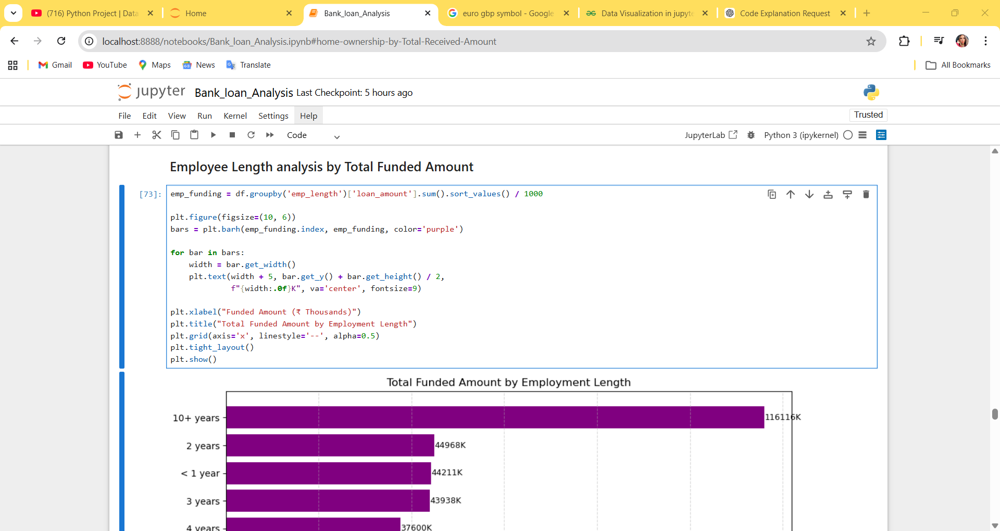 (716) Python Project | Data
Home
Bank_loan_Analysis
euro gbp symbol - Google
Data Visualization in jupyte
Code Explanation Request
localhost:8888/notebooks/Bank_loan_Analysis.ipynb#home-ownership-by-Total-Received-Amount
Gmail
YouTube
Maps
News
Translate
All Bookmarks
jupyter Bank_loan_Analysis Last Checkpoint: 5 hours ago
File Edit View Run Kernel Settings Help
Trusted
Code
JupyterLab
Python 3 (ipykernel)
Employee Length analysis by Total Funded Amount
[73]: emp_funding = df.groupby('emp_length')['loan_amount'].sum().sort_values() / 1000
plt.figure(figsize=(10, 6))
bars = plt.barh(emp_funding.index, emp_funding, color='purple')
for bar in bars:
    width = bar.get_width()
    plt.text(width + 5, bar.get_y() + bar.get_height() / 2,
             f"{width:.0f}K", va='center', fontsize=9)
plt.xlabel("Funded Amount (₹ Thousands)")
plt.title("Total Funded Amount by Employment Length")
plt.grid(axis='x', linestyle='--', alpha=0.5)
plt.tight_layout()
plt.show()
Total Funded Amount by Employment Length
10+ years 116116K
2 years 44968K
< 1 year 44211K
3 years 43938K
4 years 37600K